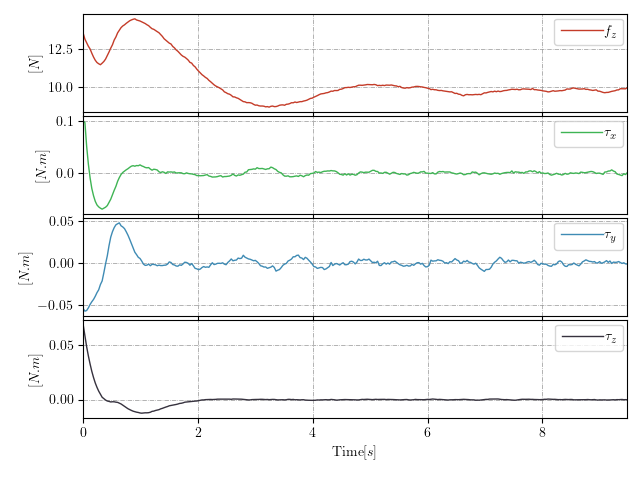 f_z
12.5
10.0
[N]
τ_x
0.1
0.0
[N.m]
τ_y
0.05
0.00
−0.05
[N.m]
τ_z
0.05
0.00
[N.m]
0 2 4 6 8
Time[s]